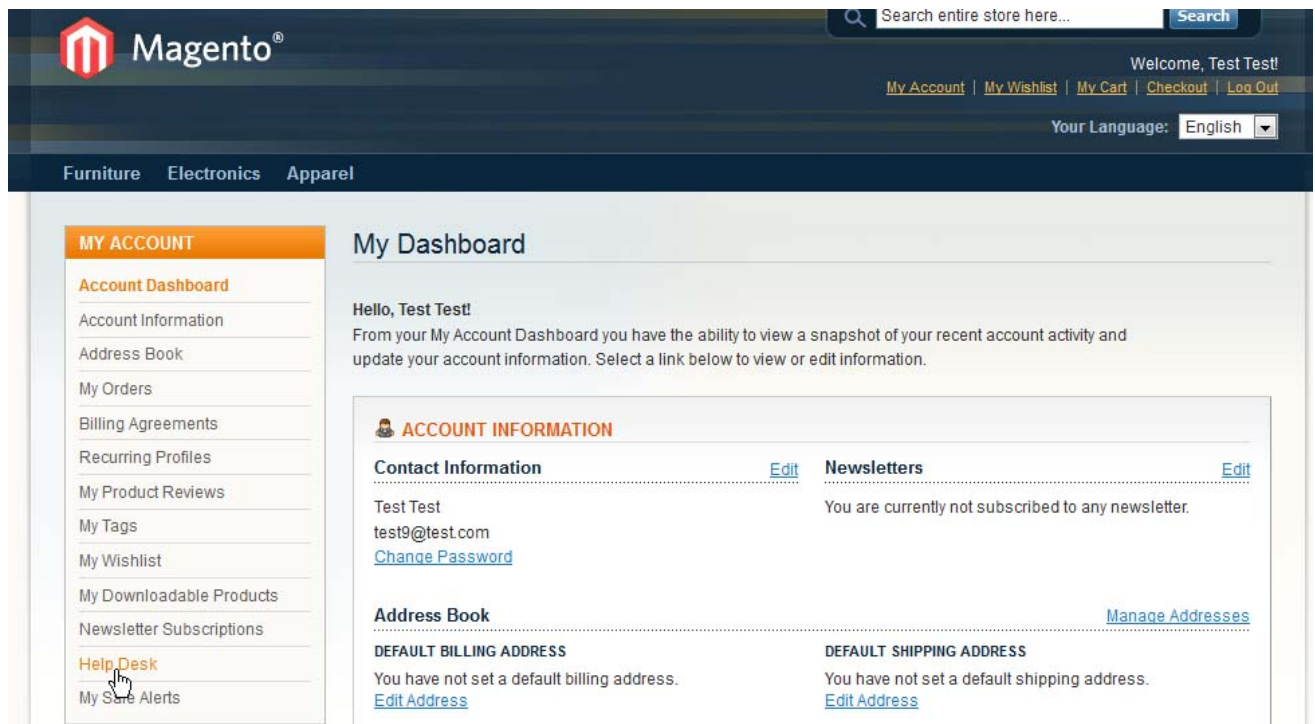 Magento®
Search entire store here...
Search
Welcome, Test Test!
My Account | My Wishlist | My Cart | Checkout | Log Out
Your Language: English
Furniture Electronics Apparel
MY ACCOUNT
Account Dashboard
Account Information
Address Book
My Orders
Billing Agreements
Recurring Profiles
My Product Reviews
My Tags
My Wishlist
My Downloadable Products
Newsletter Subscriptions
Help Desk
My Sale Alerts
My Dashboard
Hello, Test Test!
From your My Account Dashboard you have the ability to view a snapshot of your recent account activity and
update your account information. Select a link below to view or edit information.
ACCOUNT INFORMATION
Contact Information Edit
Test Test
test9@test.com
Change Password
Newsletters Edit
You are currently not subscribed to any newsletter.
Address Book Manage Addresses
DEFAULT BILLING ADDRESS
You have not set a default billing address.
Edit Address
DEFAULT SHIPPING ADDRESS
You have not set a default shipping address.
Edit Address